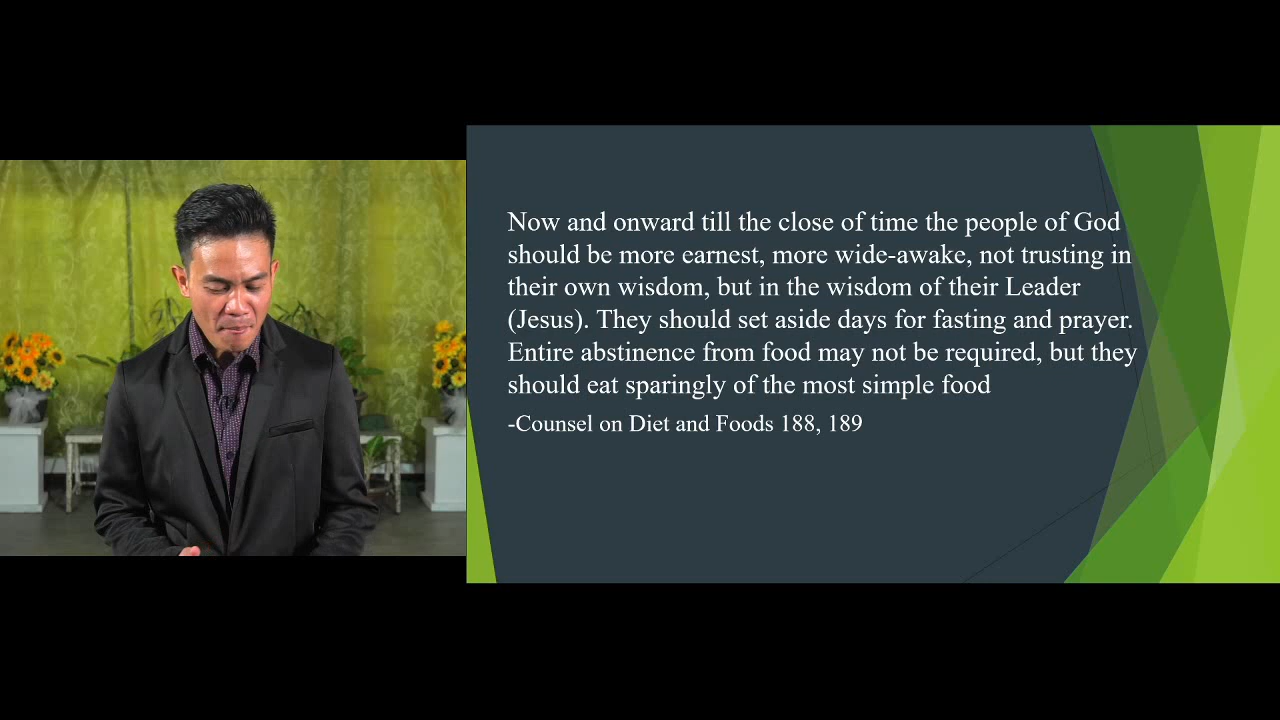 Now and onward till the close of time the people of God
should be more earnest, more wide-awake, not trusting in
their own wisdom, but in the wisdom of their Leader
(Jesus). They should set aside days for fasting and prayer.
Entire abstinence from food may not be required, but they
should eat sparingly of the most simple food
-Counsel on Diet and Foods 188, 189